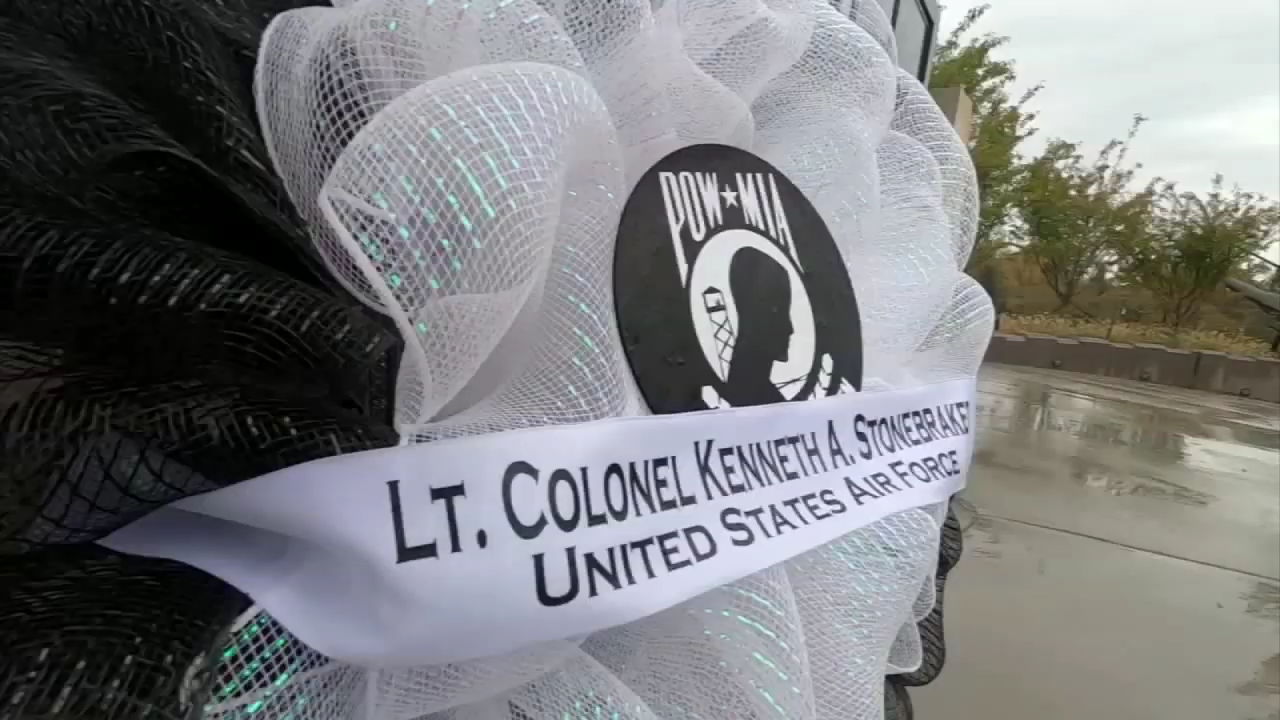 POW★MIA
LT. COLONEL KENNETH A. STONEBRAKE
UNITED STATES AIR FORCE